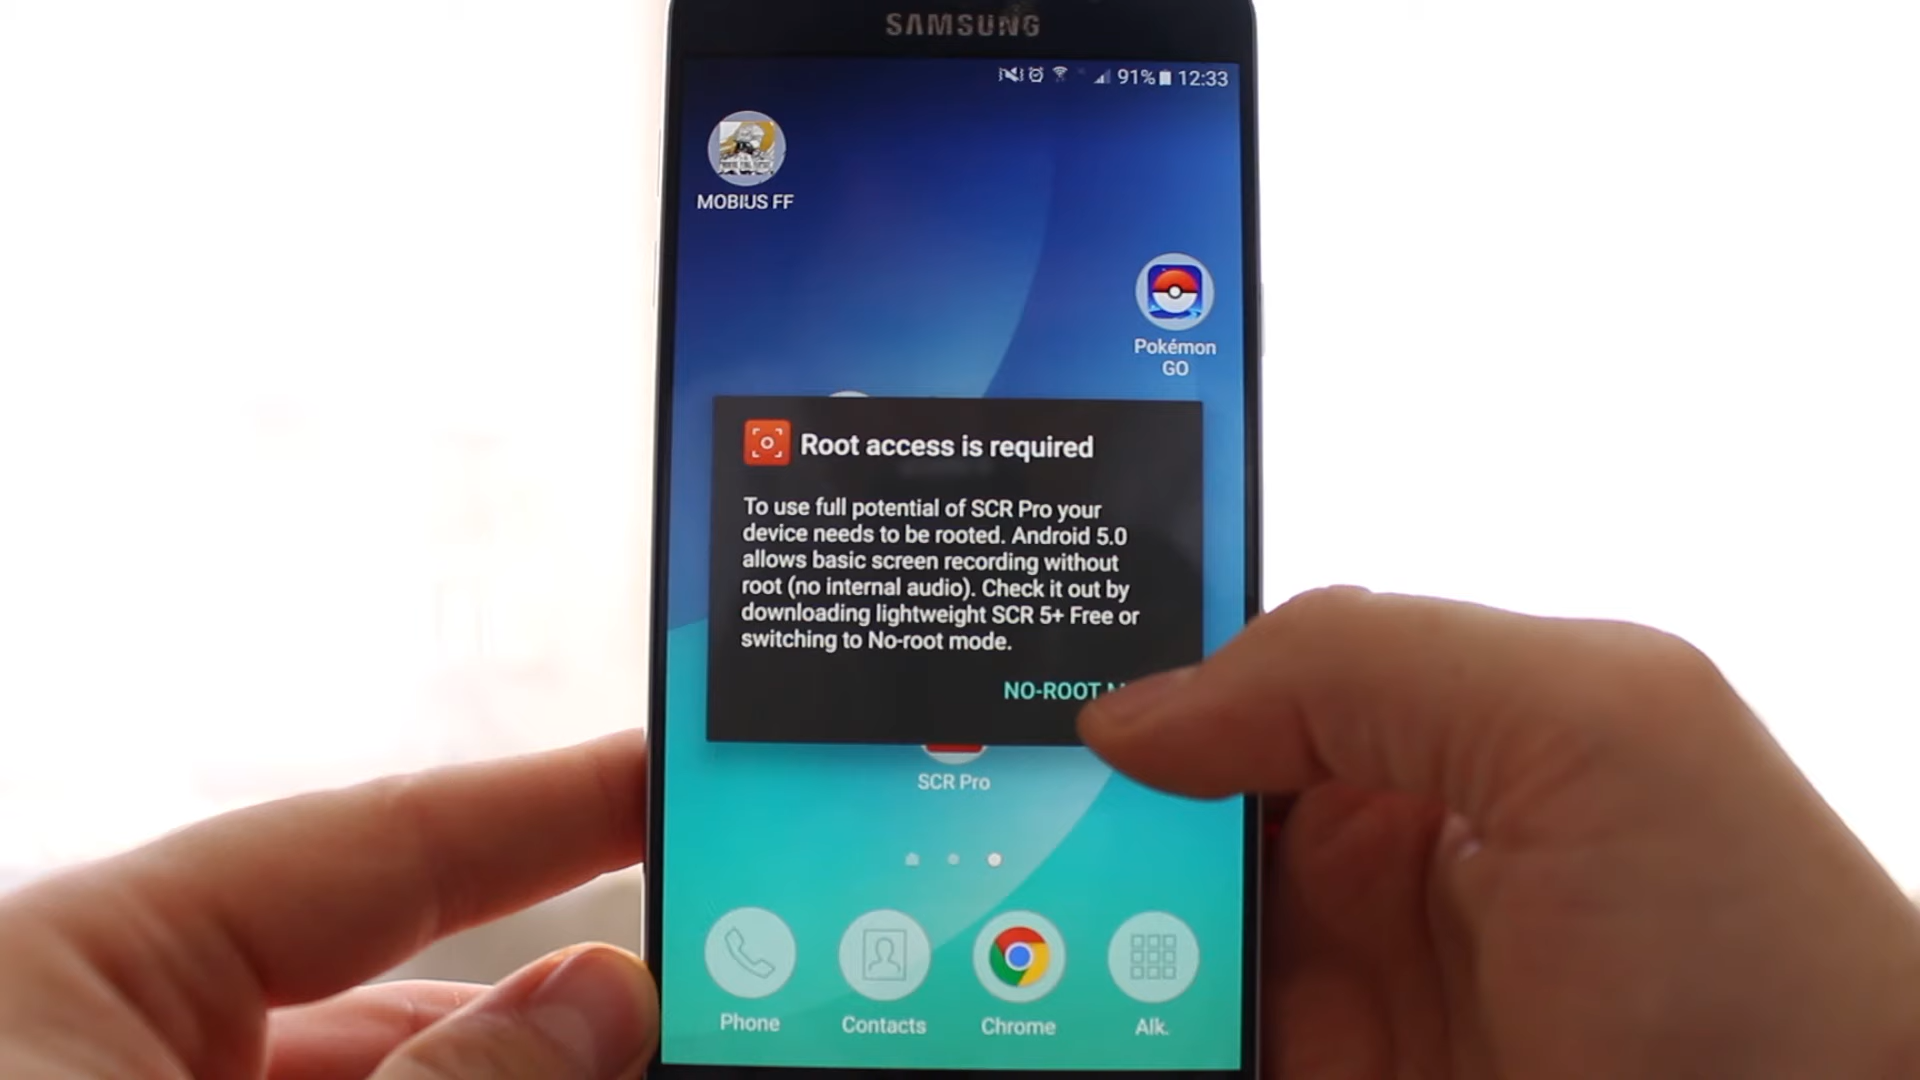 SAMSUNG
91% 12:33
MOBIUS FF
Pokémon
GO
Root access is required
To use full potential of SCR Pro your
device needs to be rooted. Android 5.0
allows basic screen recording without
root (no internal audio). Check it out by
downloading lightweight SCR 5+ Free or
switching to No-root mode.
NO-ROOT
SCR Pro
Phone
Contacts
Chrome
Alk.